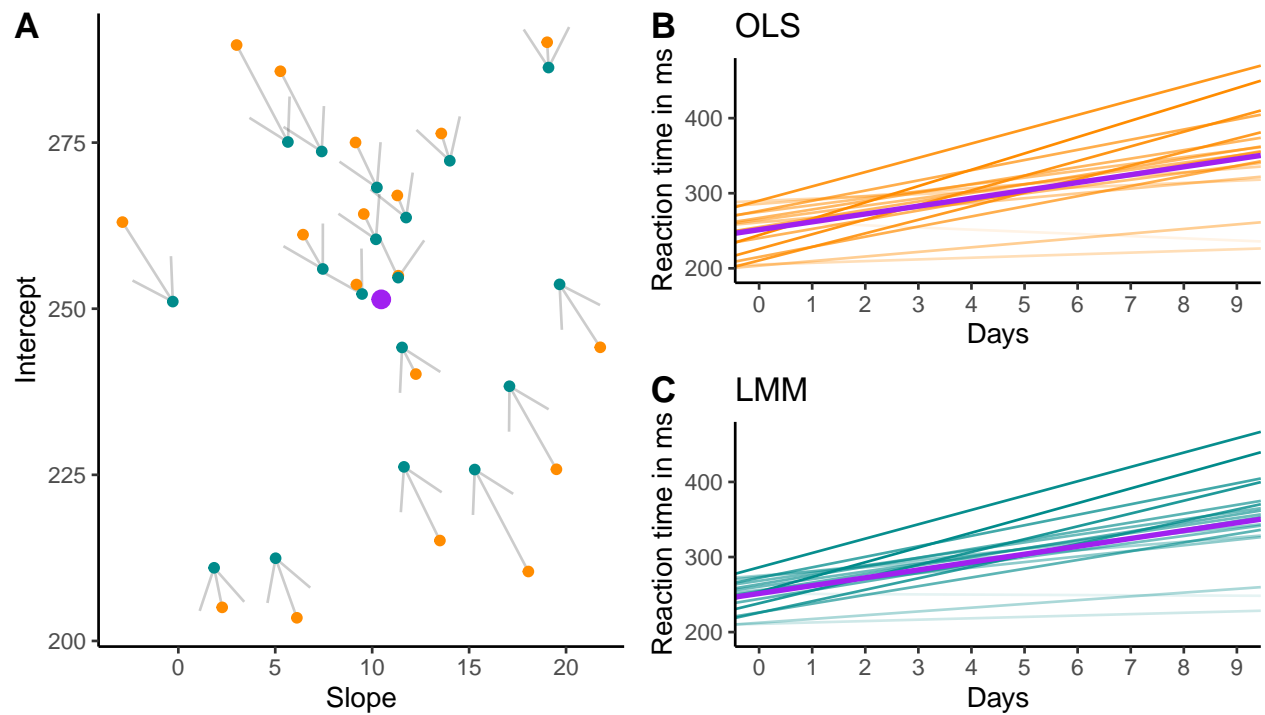 A
275
250
225
200
Intercept
0 5 10 15 20
Slope
B OLS
400
300
200
Reaction time in ms
0 1 2 3 4 5 6 7 8 9
Days
C LMM
400
300
200
Reaction time in ms
0 1 2 3 4 5 6 7 8 9
Days